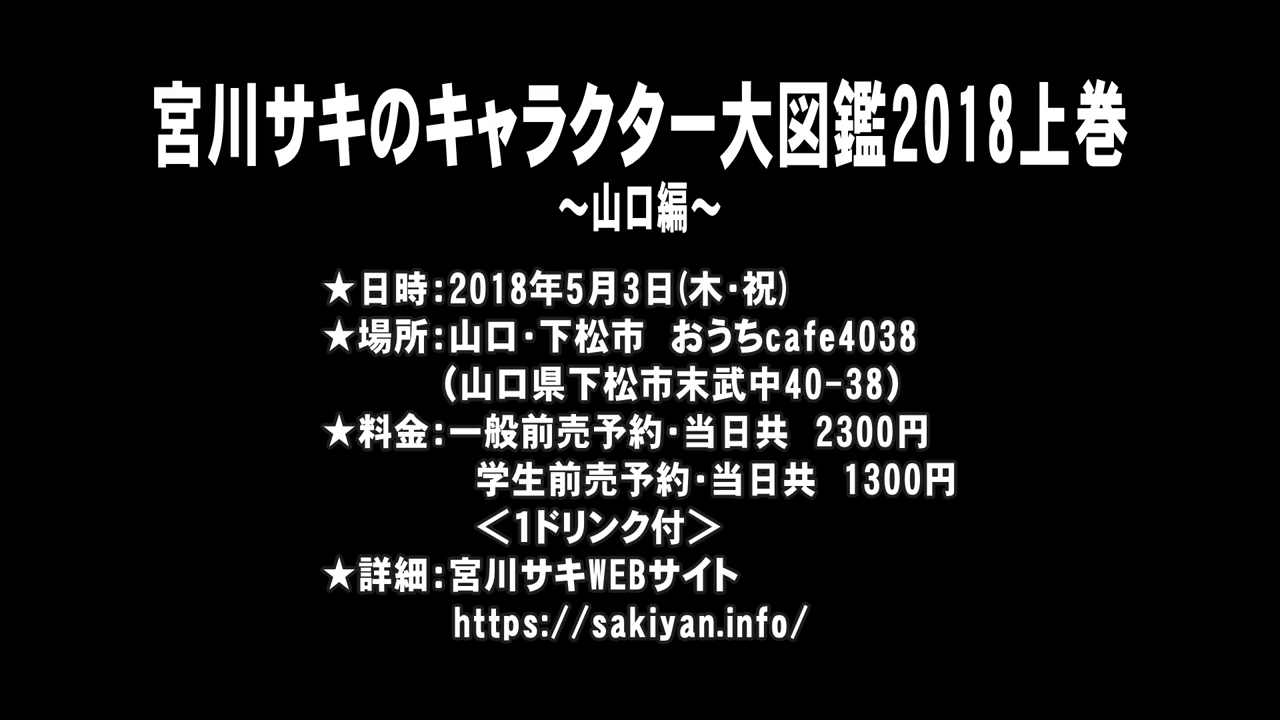 宮川サキのキャラクター大図鑑2018上巻
～山口編～
★日時：2018年5月3日(木・祝)
★場所：山口・下松市　おうちcafe4038
（山口県下松市末武中40-38）
★料金：一般前売予約・当日共　2300円
学生前売予約・当日共　1300円
＜1ドリンク付＞
★詳細：宮川サキWEBサイト
https://sakiyan.info/